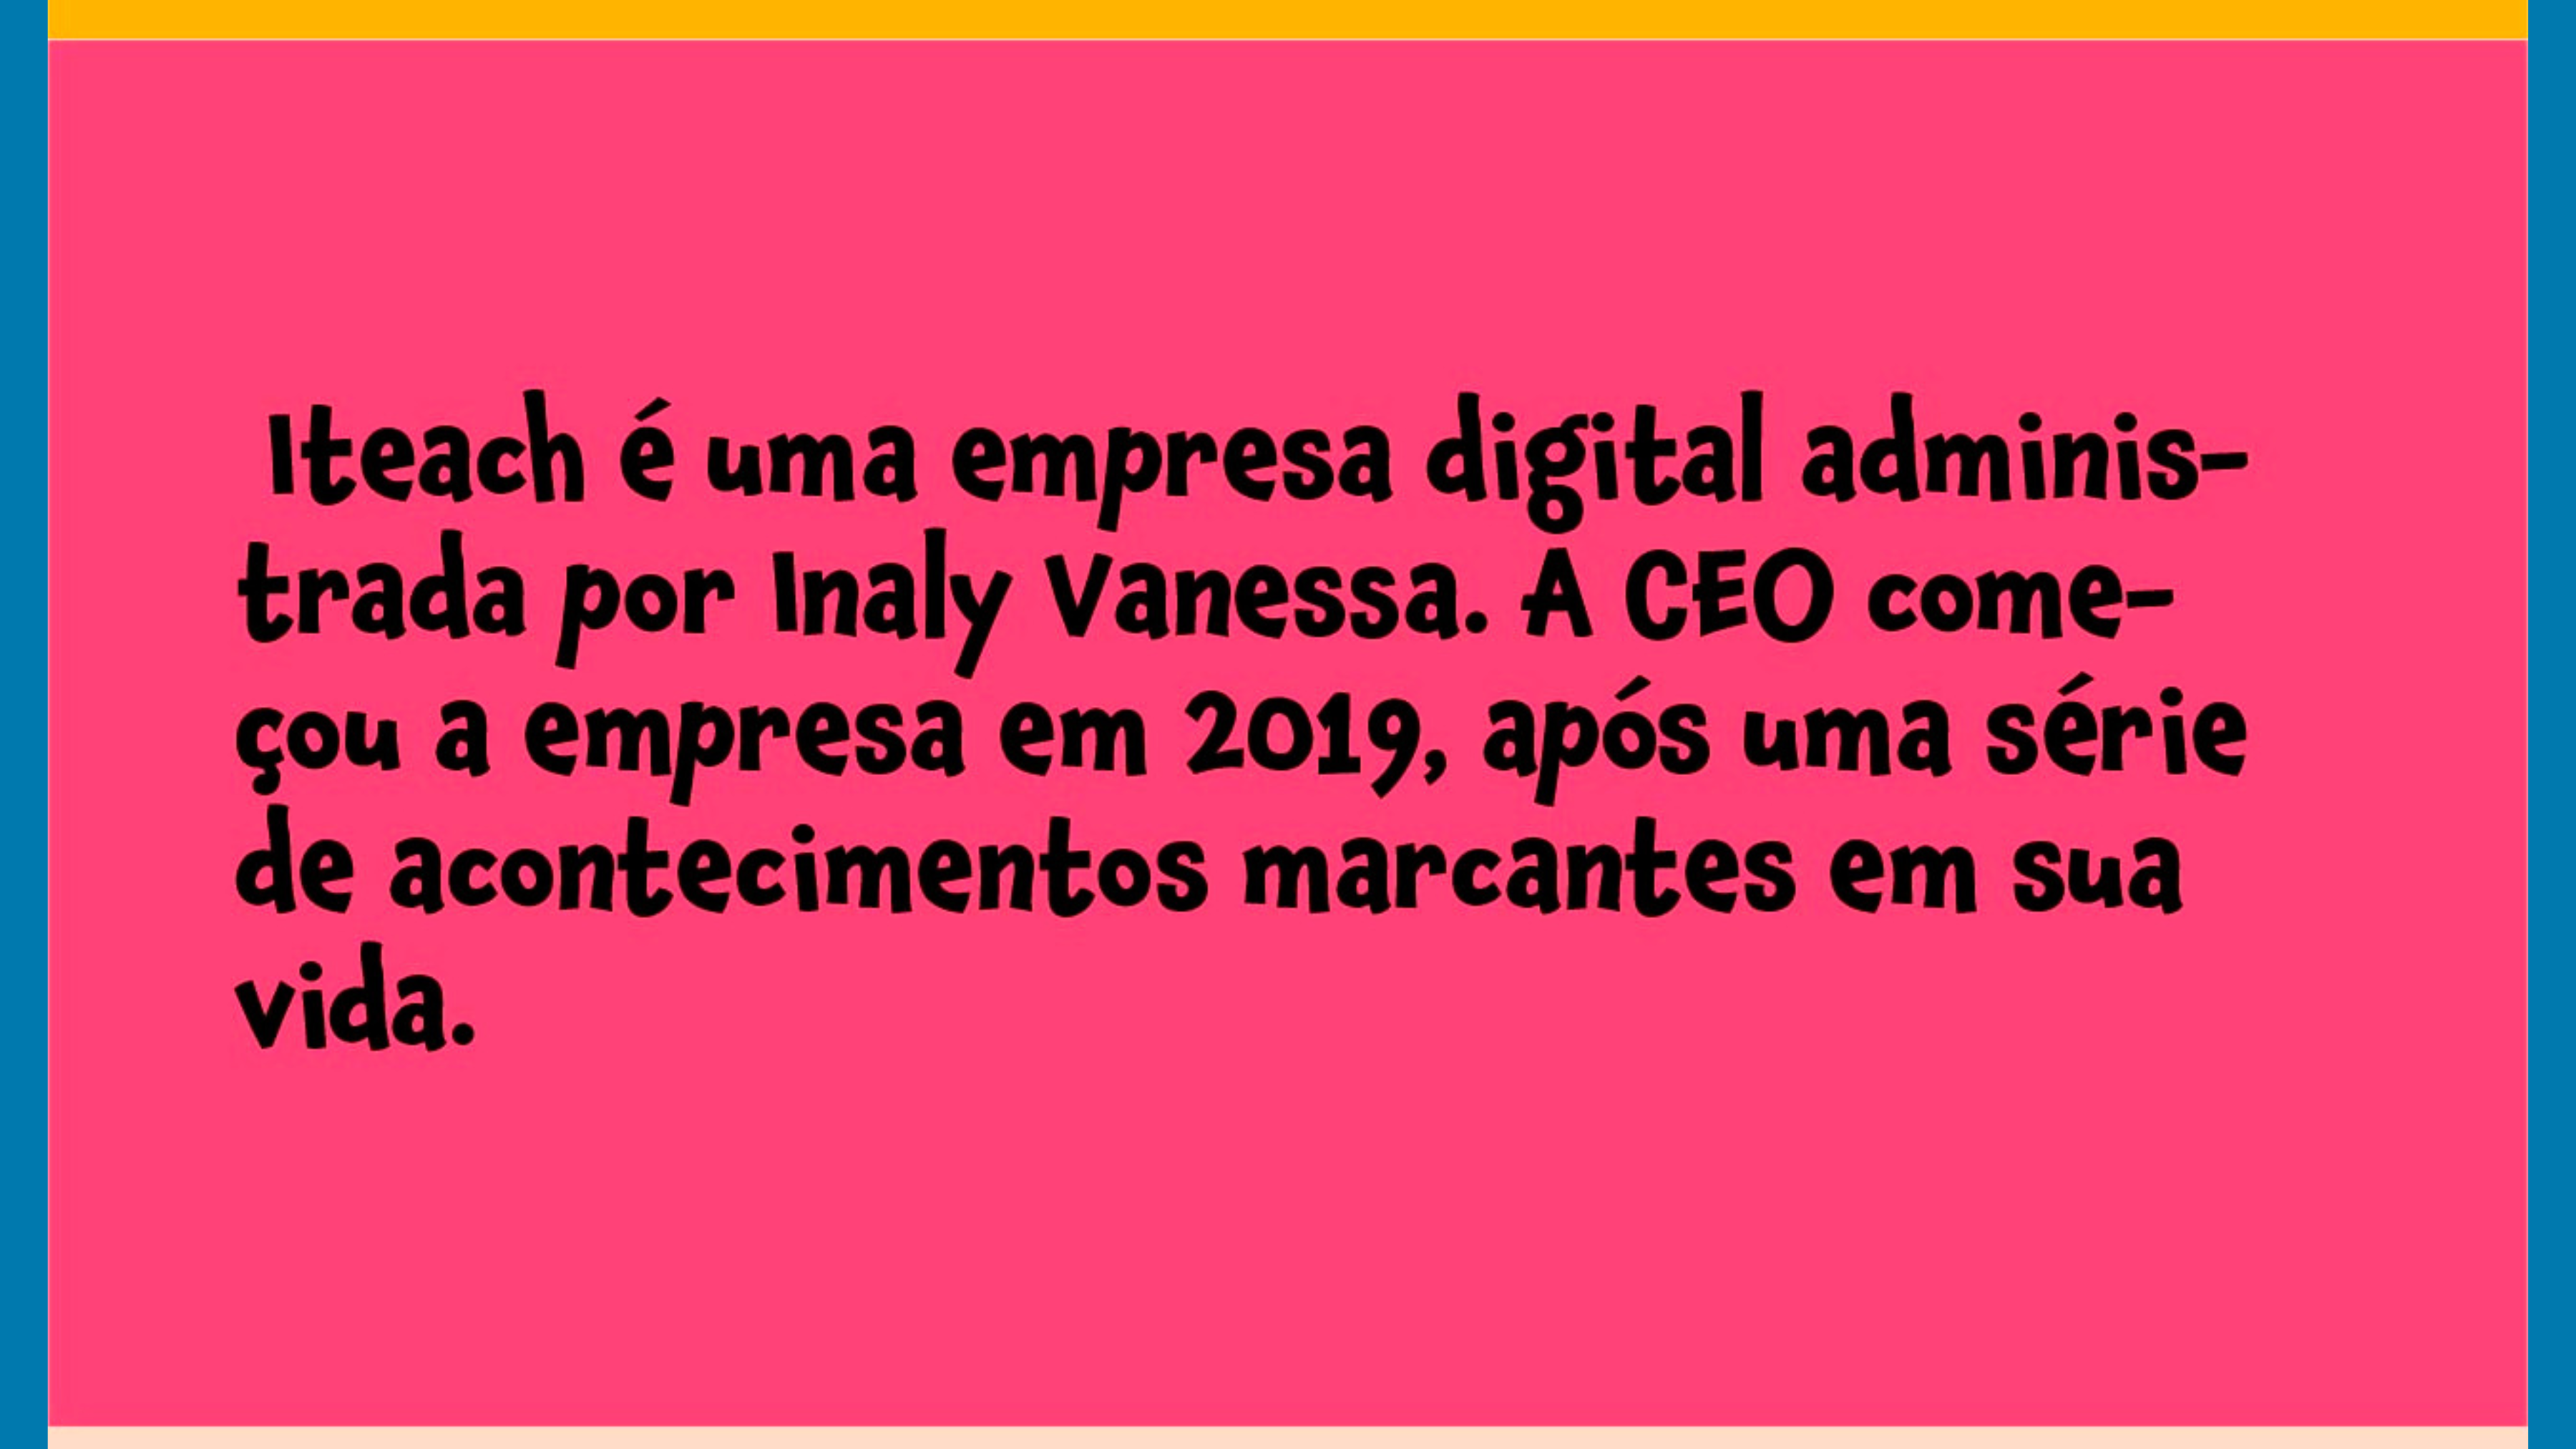 Iteach é uma empresa digital adminis-
trada por Inaly Vanessa. A CEO come-
çou a empresa em 2019, após uma série
de acontecimentos marcantes em sua
vida.